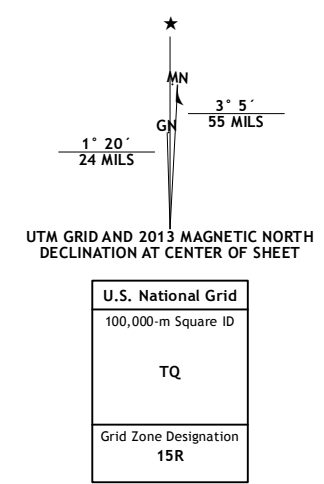 ★
MN
3° 5´
55 MILS
GN
1° 20´
24 MILS
UTM GRID AND 2013 MAGNETIC NORTH
DECLINATION AT CENTER OF SHEET
U.S. National Grid
100,000-m Square ID
TQ
Grid Zone Designation
15R